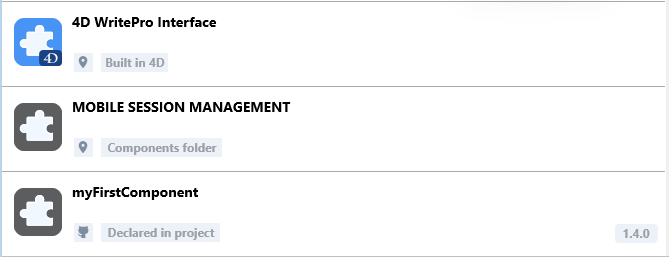 4D WritePro Interface
4D
Built in 4D
MOBILE SESSION MANAGEMENT
Components folder
myFirstComponent
Declared in project
1.4.0